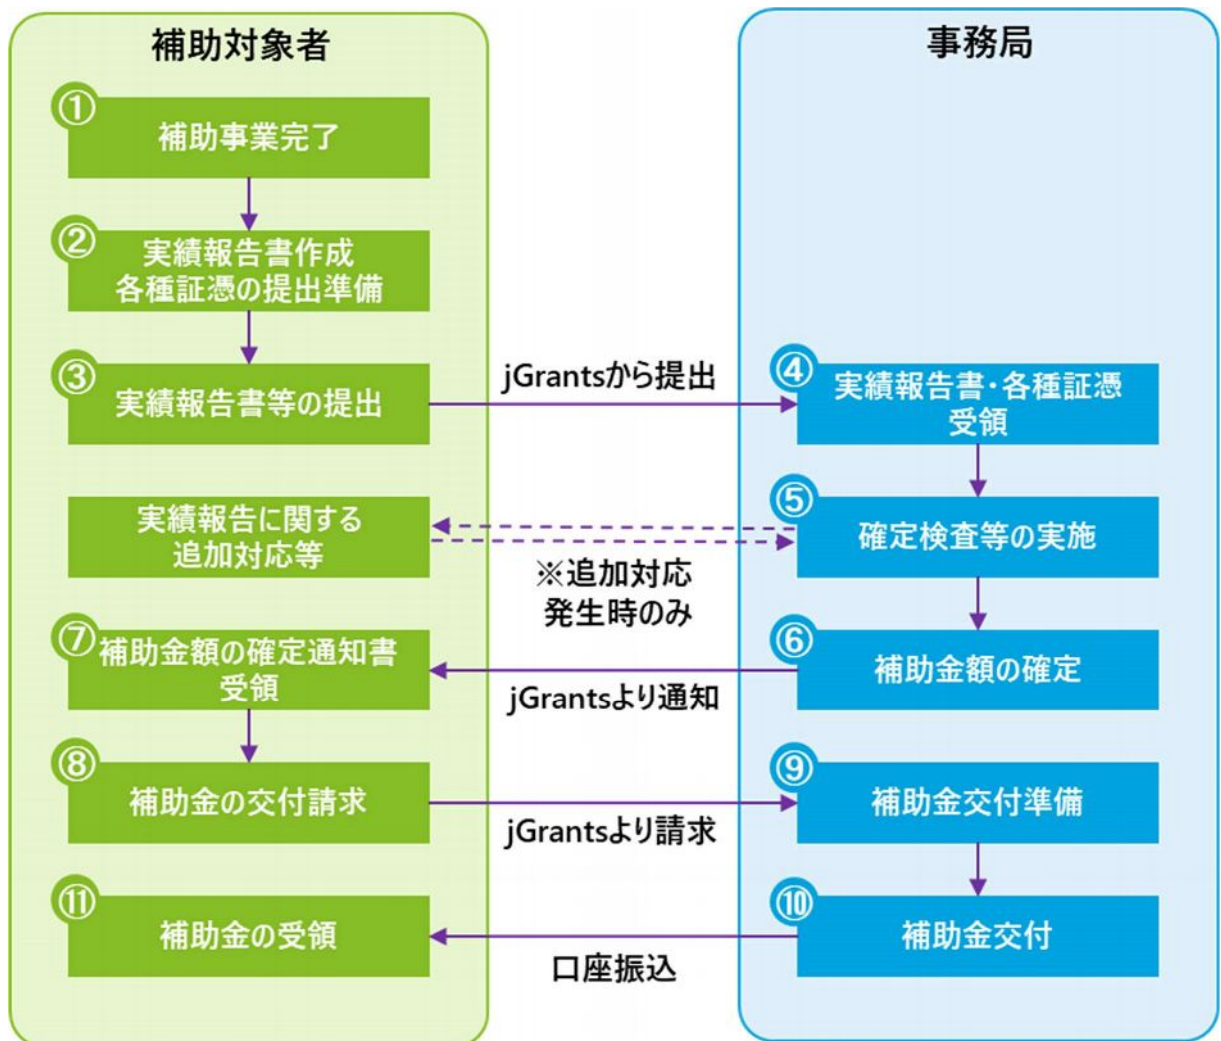 補助対象者
事務局
①
補助事業完了
②
実績報告書作成
各種証憑の提出準備
③
実績報告書等の提出
jGrantsから提出
④
実績報告書・各種証憑
受領
実績報告に関する
追加対応等
※追加対応
発生時のみ
⑤
確定検査等の実施
⑥
補助金額の確定
jGrantsより通知
⑦
補助金額の確定通知書
受領
⑧
補助金の交付請求
jGrantsより請求
⑨
補助金交付準備
⑩
補助金交付
口座振込
⑪
補助金の受領